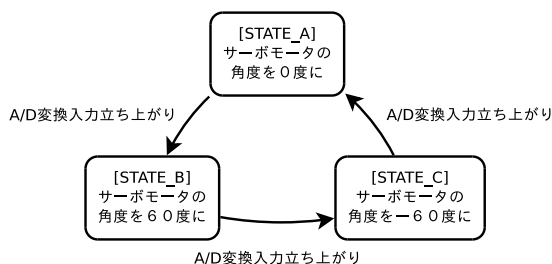 [STATE_A]
サーボモータの
角度を０度に
A/D変換入力立ち上がり
A/D変換入力立ち上がり
[STATE_B]
サーボモータの
角度を６０度に
[STATE_C]
サーボモータの
角度を－６０度に
A/D変換入力立ち上がり